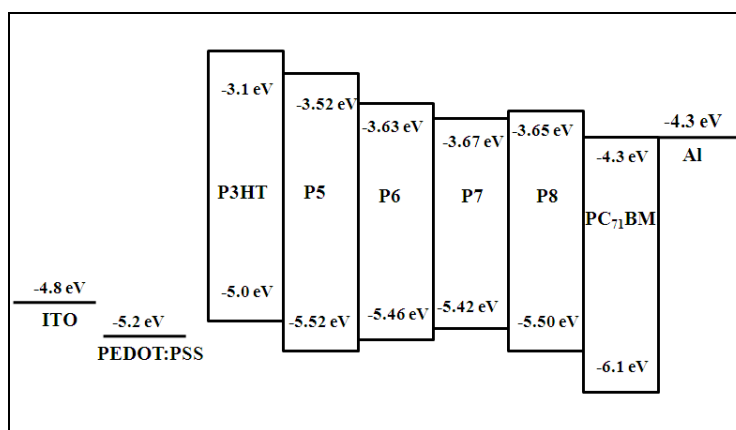 -3.1 eV
-3.52 eV
-3.63 eV
-3.67 eV
-3.65 eV
-4.3 eV
-4.3 eV
Al
P3HT
P5
P6
P7
P8
PC₇₁BM
-4.8 eV
ITO
-5.2 eV
PEDOT:PSS
-5.0 eV
-5.52 eV
-5.46 eV
-5.42 eV
-5.50 eV
-6.1 eV